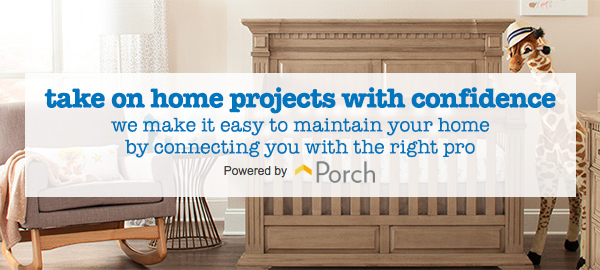 take on home projects with confidence
we make it easy to maintain your home
by connecting you with the right pro
Powered by Porch